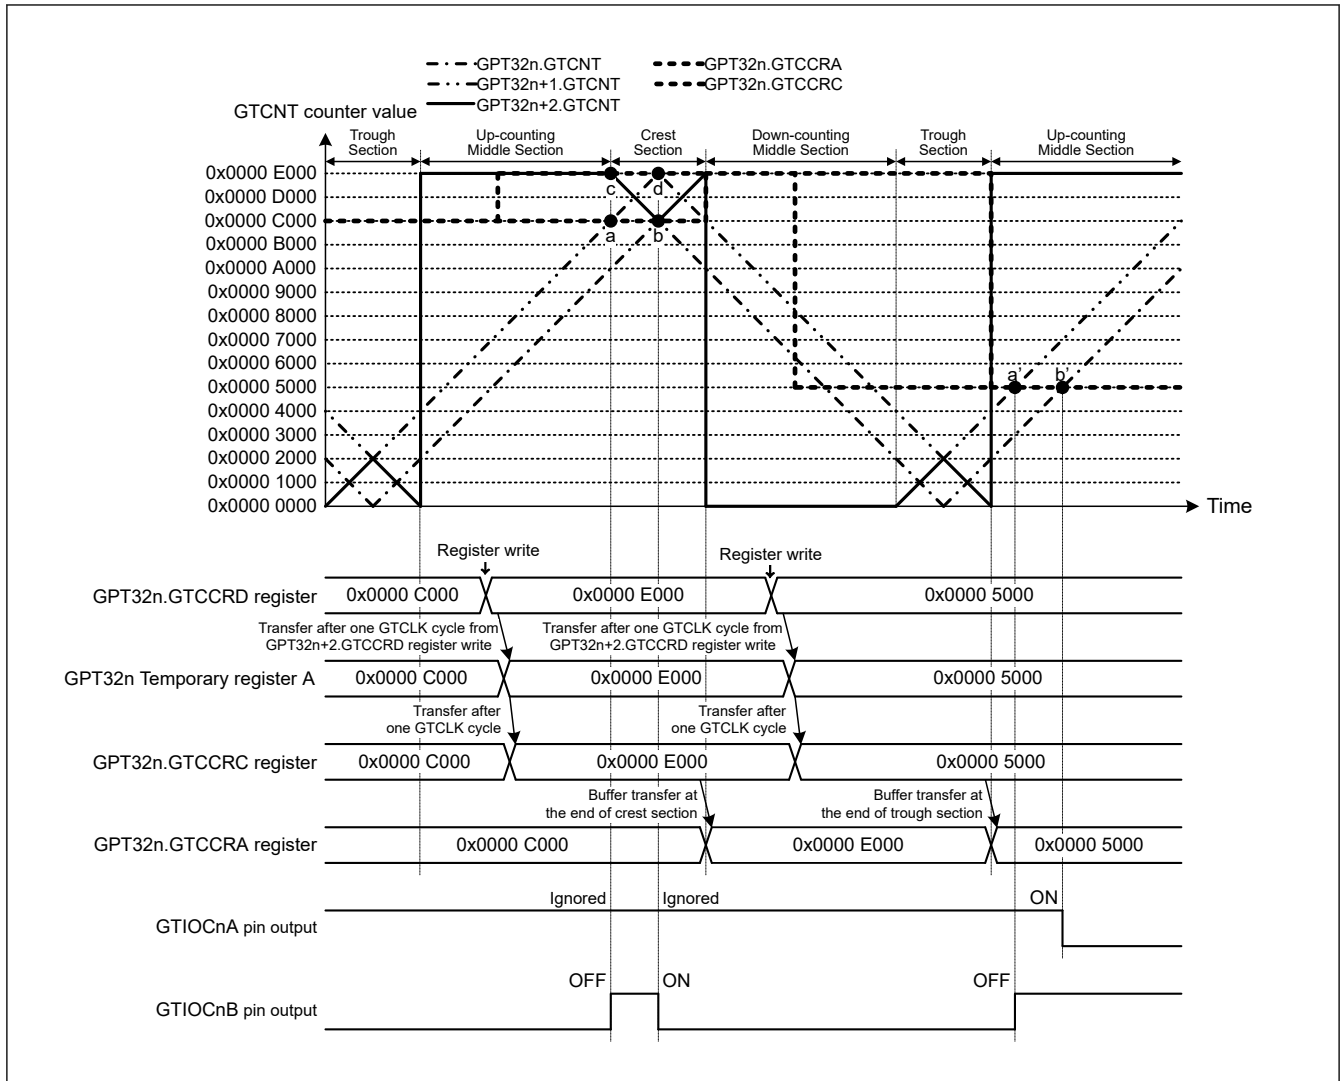 GPT32n.GTCNT
GPT32n.GTCCRA
GPT32n+1.GTCNT
GPT32n.GTCCRC
GPT32n+2.GTCNT
GTCNT counter value
Trough
Section
Up-counting
Middle Section
Crest
Section
Down-counting
Middle Section
Trough
Section
Up-counting
Middle Section
0x0000 E000
c
d
0x0000 D000
0x0000 C000
a
b
0x0000 B000
0x0000 A000
0x0000 9000
0x0000 8000
0x0000 7000
0x0000 6000
a'
b'
0x0000 5000
0x0000 4000
0x0000 3000
0x0000 2000
0x0000 1000
0x0000 0000
Time
Register write
Register write
GPT32n.GTCCRD register
0x0000 C000
0x0000 E000
0x0000 5000
Transfer after one GTCLK cycle from
GPT32n+2.GTCCRD register write
Transfer after one GTCLK cycle from
GPT32n+2.GTCCRD register write
GPT32n Temporary register A
0x0000 C000
0x0000 E000
0x0000 5000
Transfer after
one GTCLK cycle
Transfer after
one GTCLK cycle
GPT32n.GTCCRC register
0x0000 C000
0x0000 E000
0x0000 5000
Buffer transfer at
the end of crest section
Buffer transfer at
the end of trough section
GPT32n.GTCCRA register
0x0000 C000
0x0000 E000
0x0000 5000
Ignored
Ignored
ON
GTIOCnA pin output
OFF
ON
OFF
GTIOCnB pin output